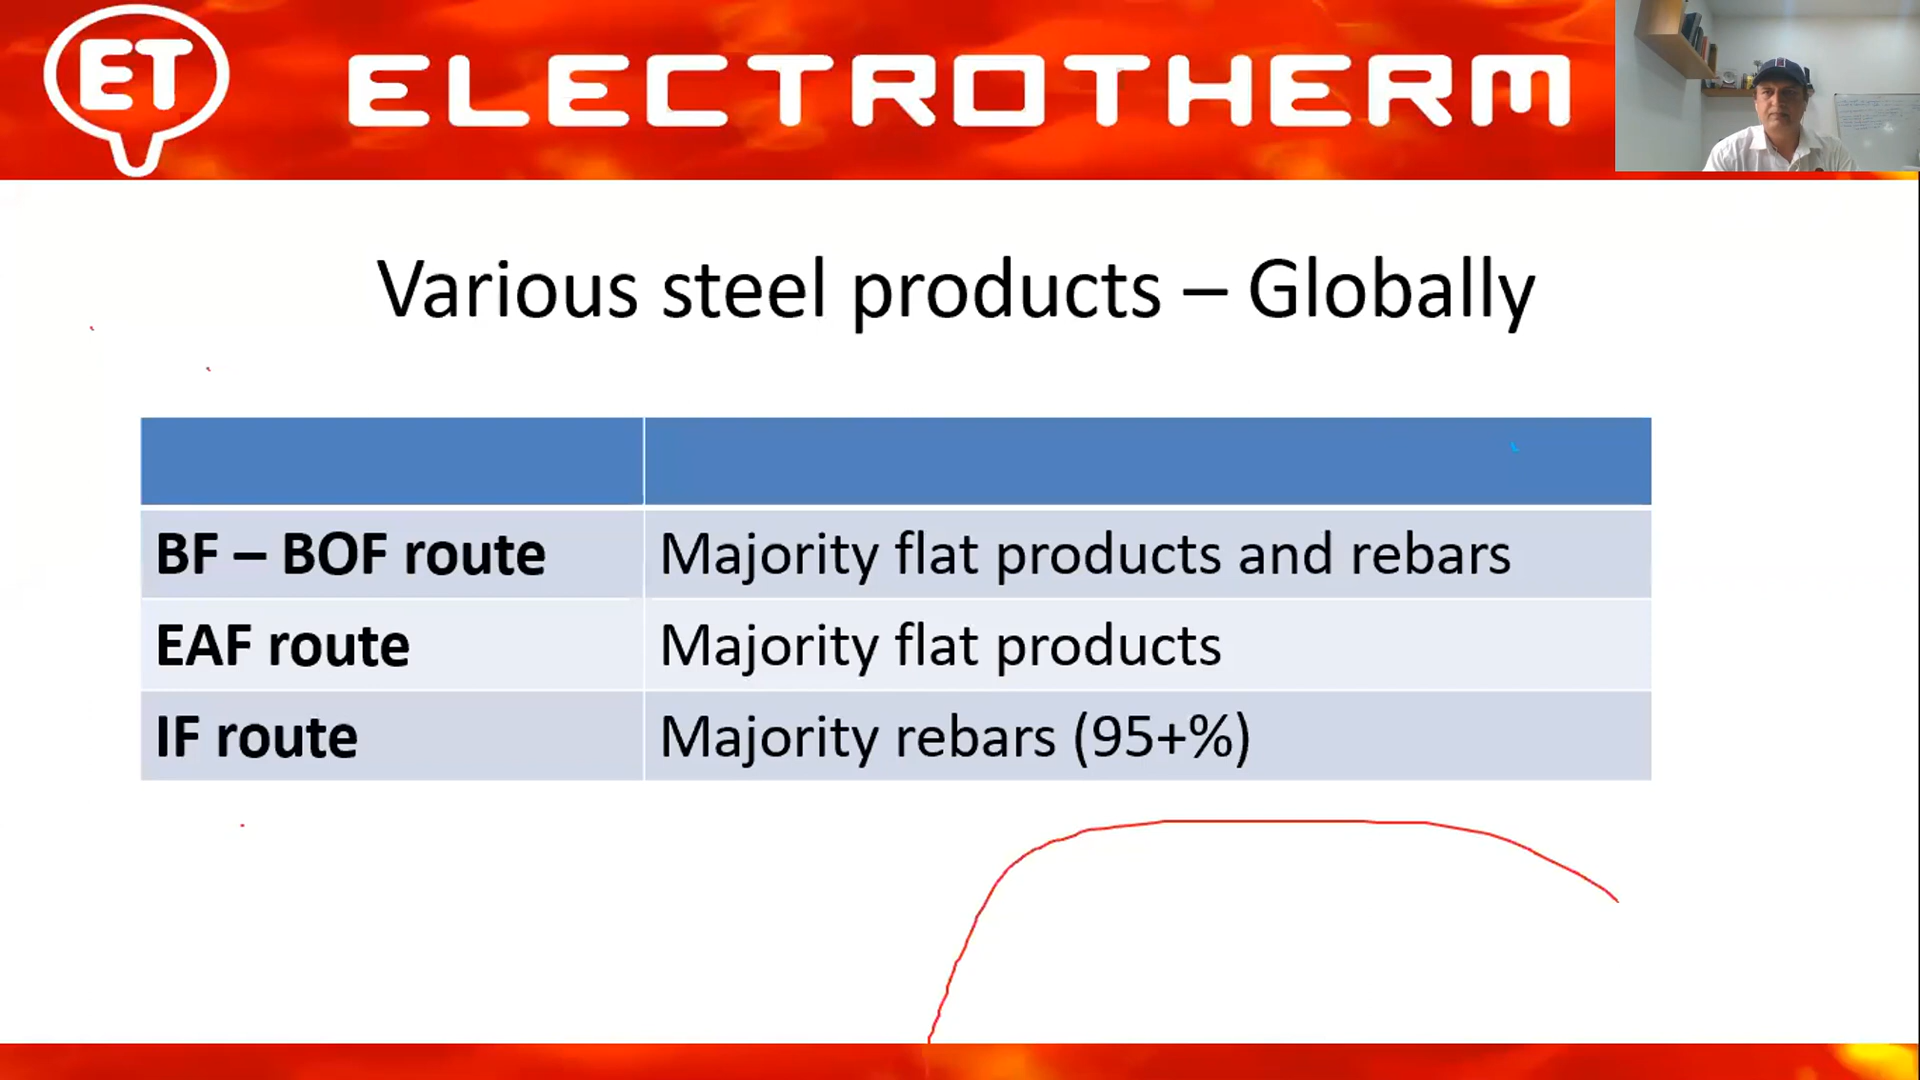 ET ELECTROTHERM
Various steel products – Globally
BF – BOF route Majority flat products and rebars
EAF route Majority flat products
IF route Majority rebars (95+%)